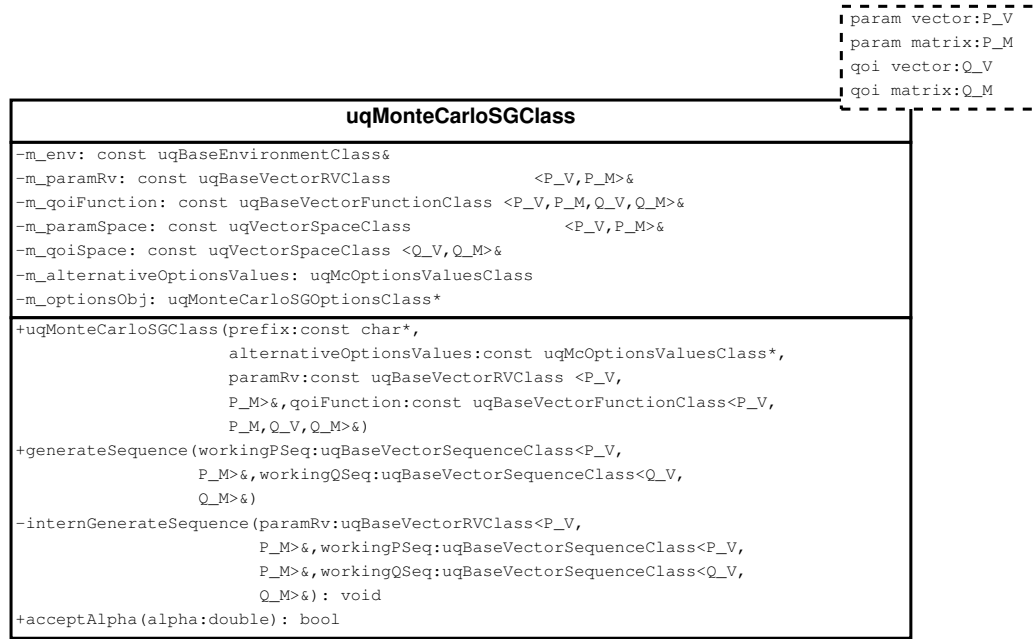 param vector:P_V
param matrix:P_M
qoi vector:Q_V
qoi matrix:Q_M
uqMonteCarloSGClass
-m_env: const uqBaseEnvironmentClass&
-m_paramRv: const uqBaseVectorRVClass <P_V,P_M>&
-m_qoiFunction: const uqBaseVectorFunctionClass <P_V,P_M,Q_V,Q_M>&
-m_paramSpace: const uqVectorSpaceClass <P_V,P_M>&
-m_qoiSpace: const uqVectorSpaceClass <Q_V,Q_M>&
-m_alternativeOptionsValues: uqMcOptionsValuesClass
-m_optionsObj: uqMonteCarloSGOptionsClass*
+uqMonteCarloSGClass(prefix:const char*,
alternativeOptionsValues:const uqMcOptionsValuesClass*,
paramRv:const uqBaseVectorRVClass <P_V,
P_M>&,qoiFunction:const uqBaseVectorFunctionClass<P_V,
P_M,Q_V,Q_M>&)
+generateSequence(workingPSeq:uqBaseVectorSequenceClass<P_V,
P_M>&,workingQSeq:uqBaseVectorSequenceClass<Q_V,
Q_M>&)
-internGenerateSequence(paramRv:uqBaseVectorRVClass<P_V,
P_M>&,workingPSeq:uqBaseVectorSequenceClass<P_V,
P_M>&,workingQSeq:uqBaseVectorSequenceClass<Q_V,
Q_M>&): void
+acceptAlpha(alpha:double): bool